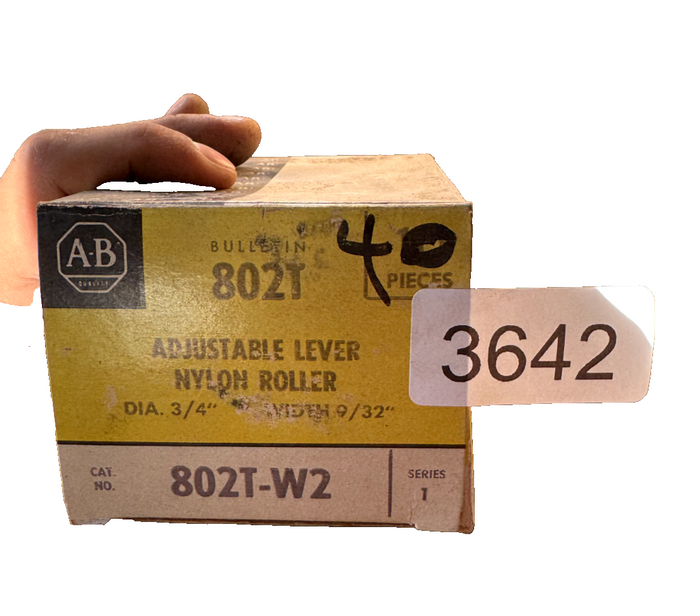 A-B
QUALITY
BULLETIN
802T
40
PIECES
3642
ADJUSTABLE LEVER
NYLON ROLLER
DIA. 3/4" WIDTH 9/32"
CAT.
NO.
802T-W2
SERIES
1